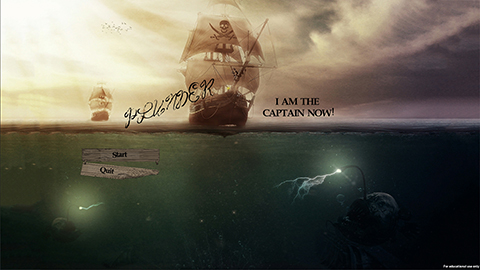 PLUNDER
I AM THE
CAPTAIN NOW!
Start
Quit
For educational use only